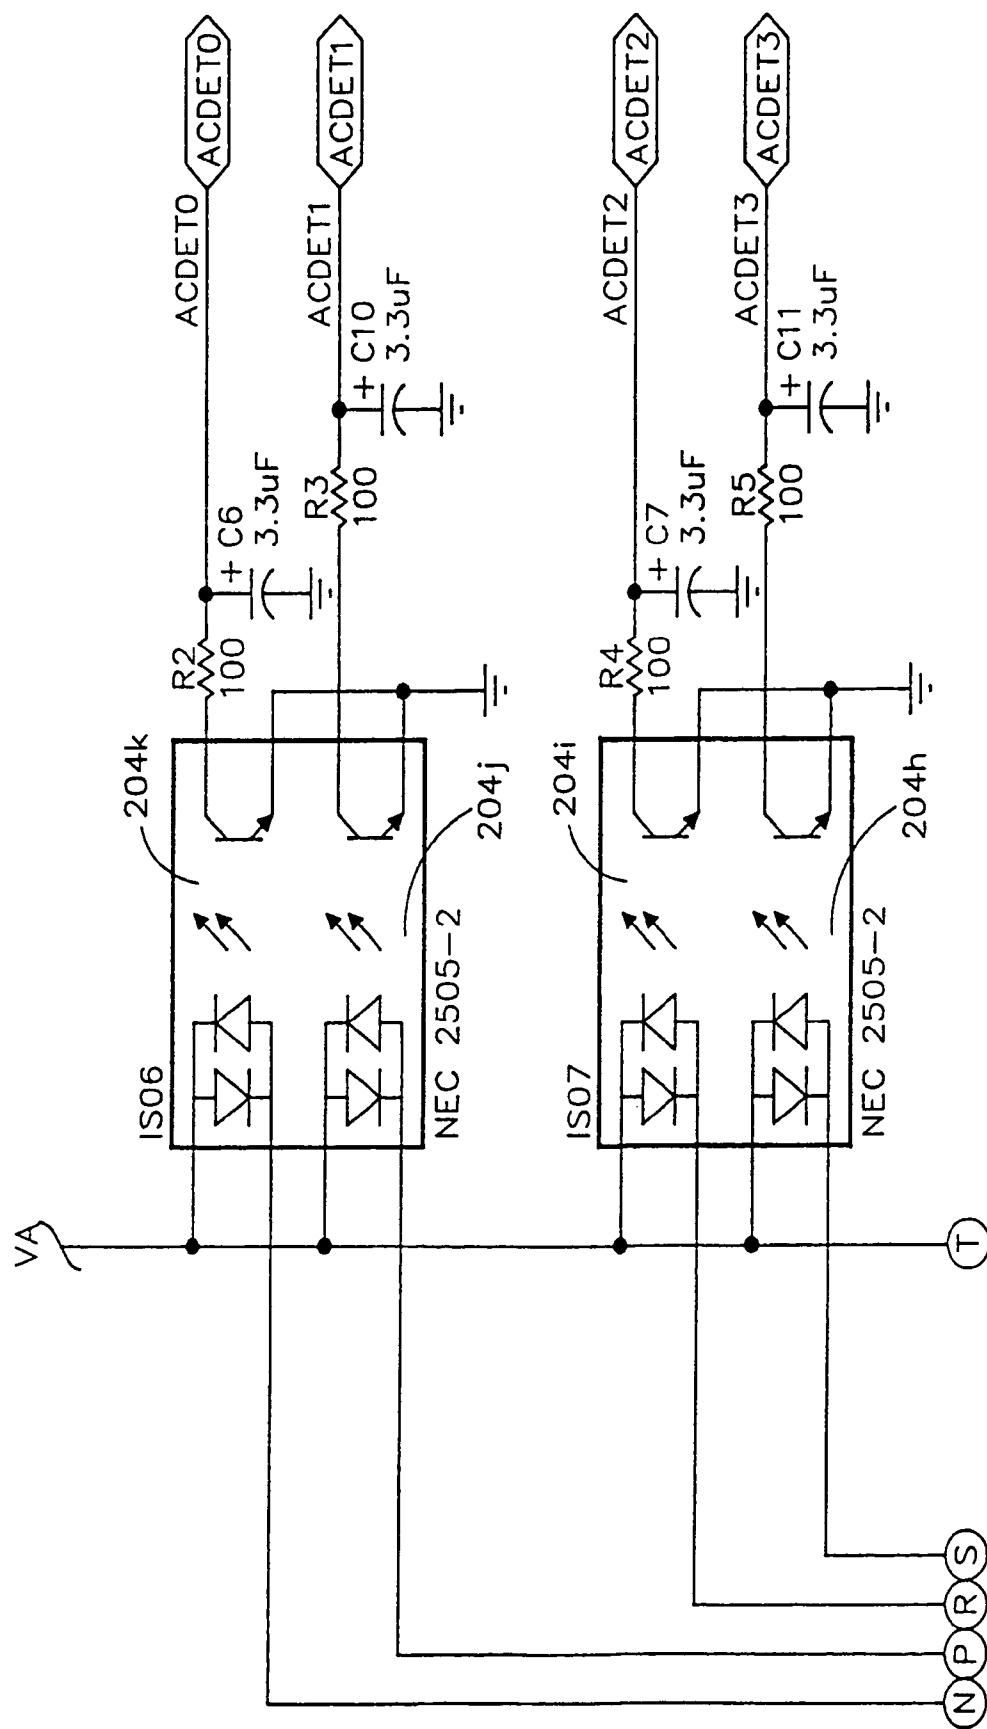 VA
IS06
204k
R2
100
+ C6
3.3uF
ACDET0
ACDET0
NEC 2505-2
204j
R3
100
+ C10
3.3uF
ACDET1
ACDET1
IS07
204i
R4
100
+ C7
3.3uF
ACDET2
ACDET2
NEC 2505-2
204h
R5
100
+ C11
3.3uF
ACDET3
ACDET3
N
P
R
S
T